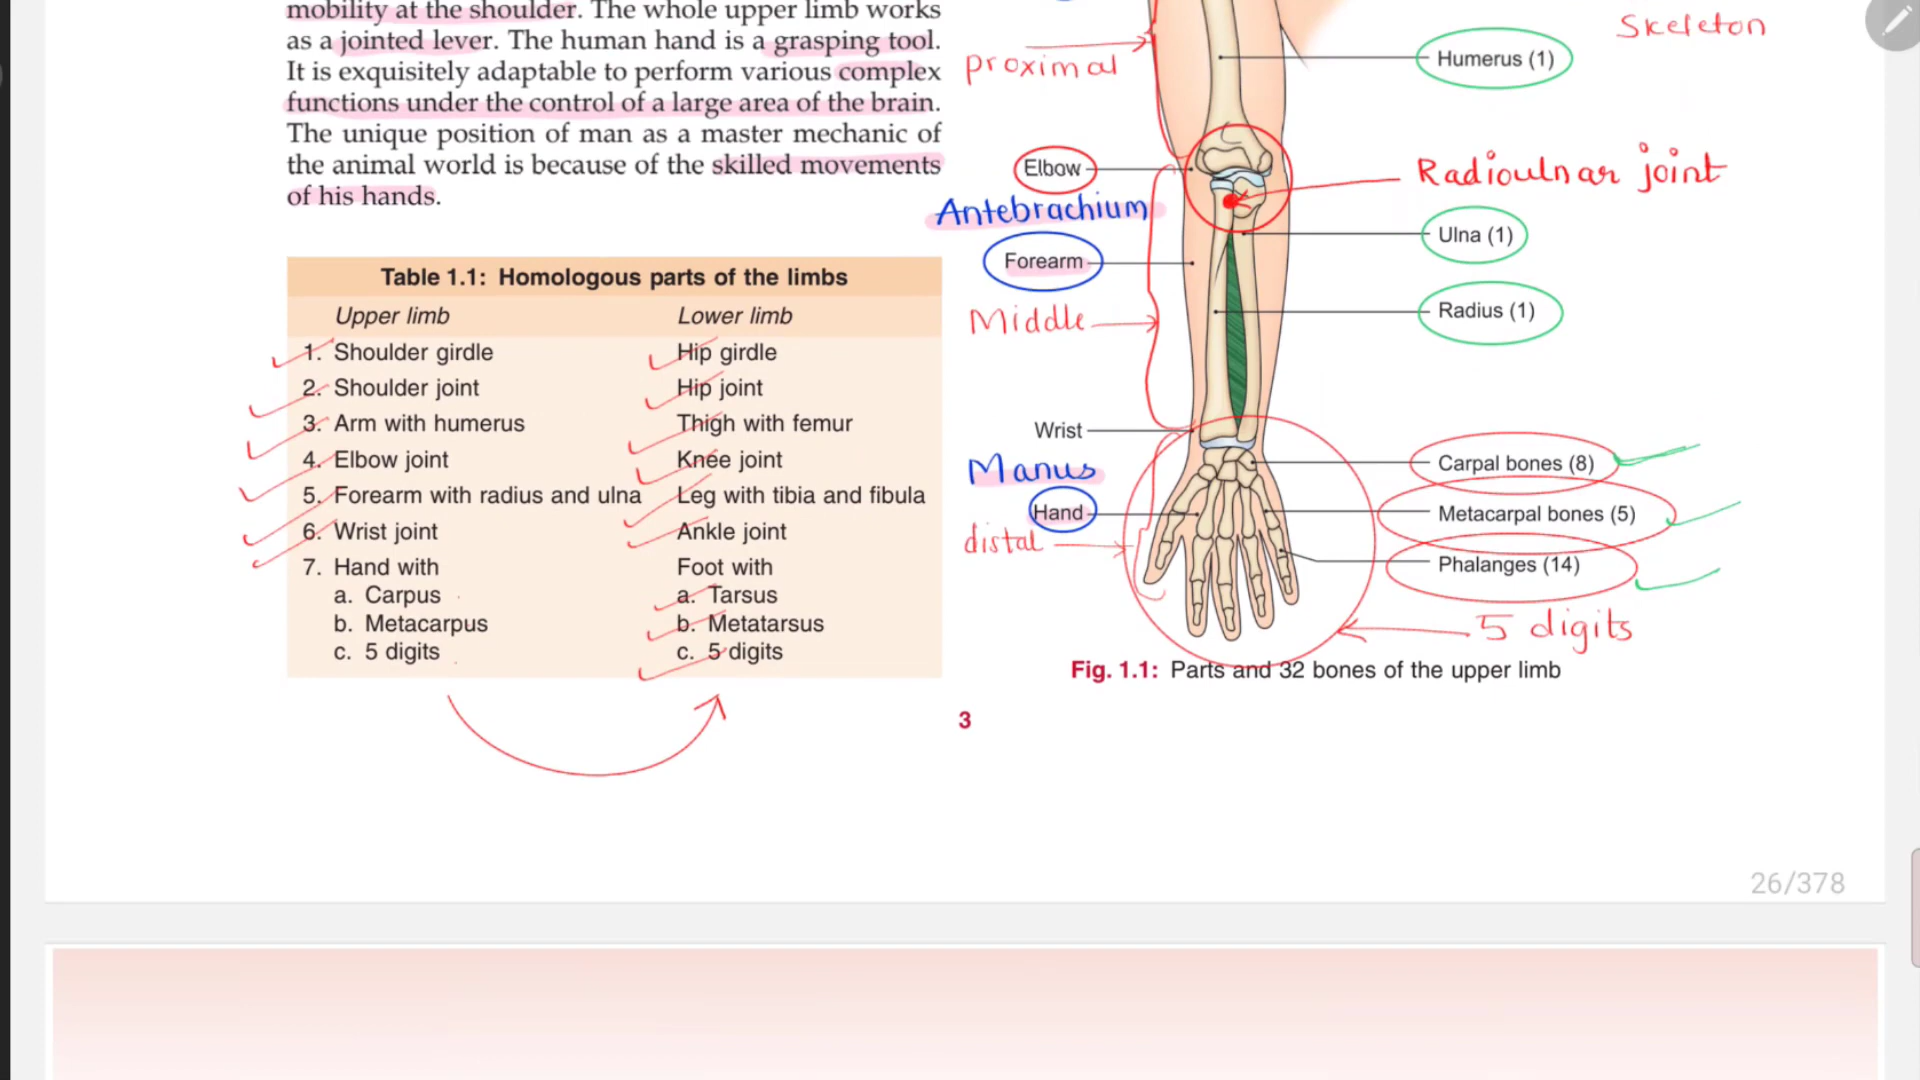 mobility at the shoulder. The whole upper limb works
as a jointed lever. The human hand is a grasping tool.
It is exquisitely adaptable to perform various complex
functions under the control of a large area of the brain.
The unique position of man as a master mechanic of
the animal world is because of the skilled movements
of his hands.
Table 1.1: Homologous parts of the limbs
Upper limb Lower limb
1. Shoulder girdle Hip girdle
2. Shoulder joint Hip joint
3. Arm with humerus Thigh with femur
4. Elbow joint Knee joint
5. Forearm with radius and ulna Leg with tibia and fibula
6. Wrist joint Ankle joint
7. Hand with Foot with
a. Carpus a. Tarsus
b. Metacarpus b. Metatarsus
c. 5 digits c. 5 digits
Skeleton
Humerus (1)
proximal
Elbow
Radioulnar joint
Antebrachium
Ulna (1)
Forearm
Radius (1)
Middle
Wrist
Carpal bones (8)
Manus
Hand
Metacarpal bones (5)
distal
Phalanges (14)
5 digits
Fig. 1.1: Parts and 32 bones of the upper limb
3
26/378